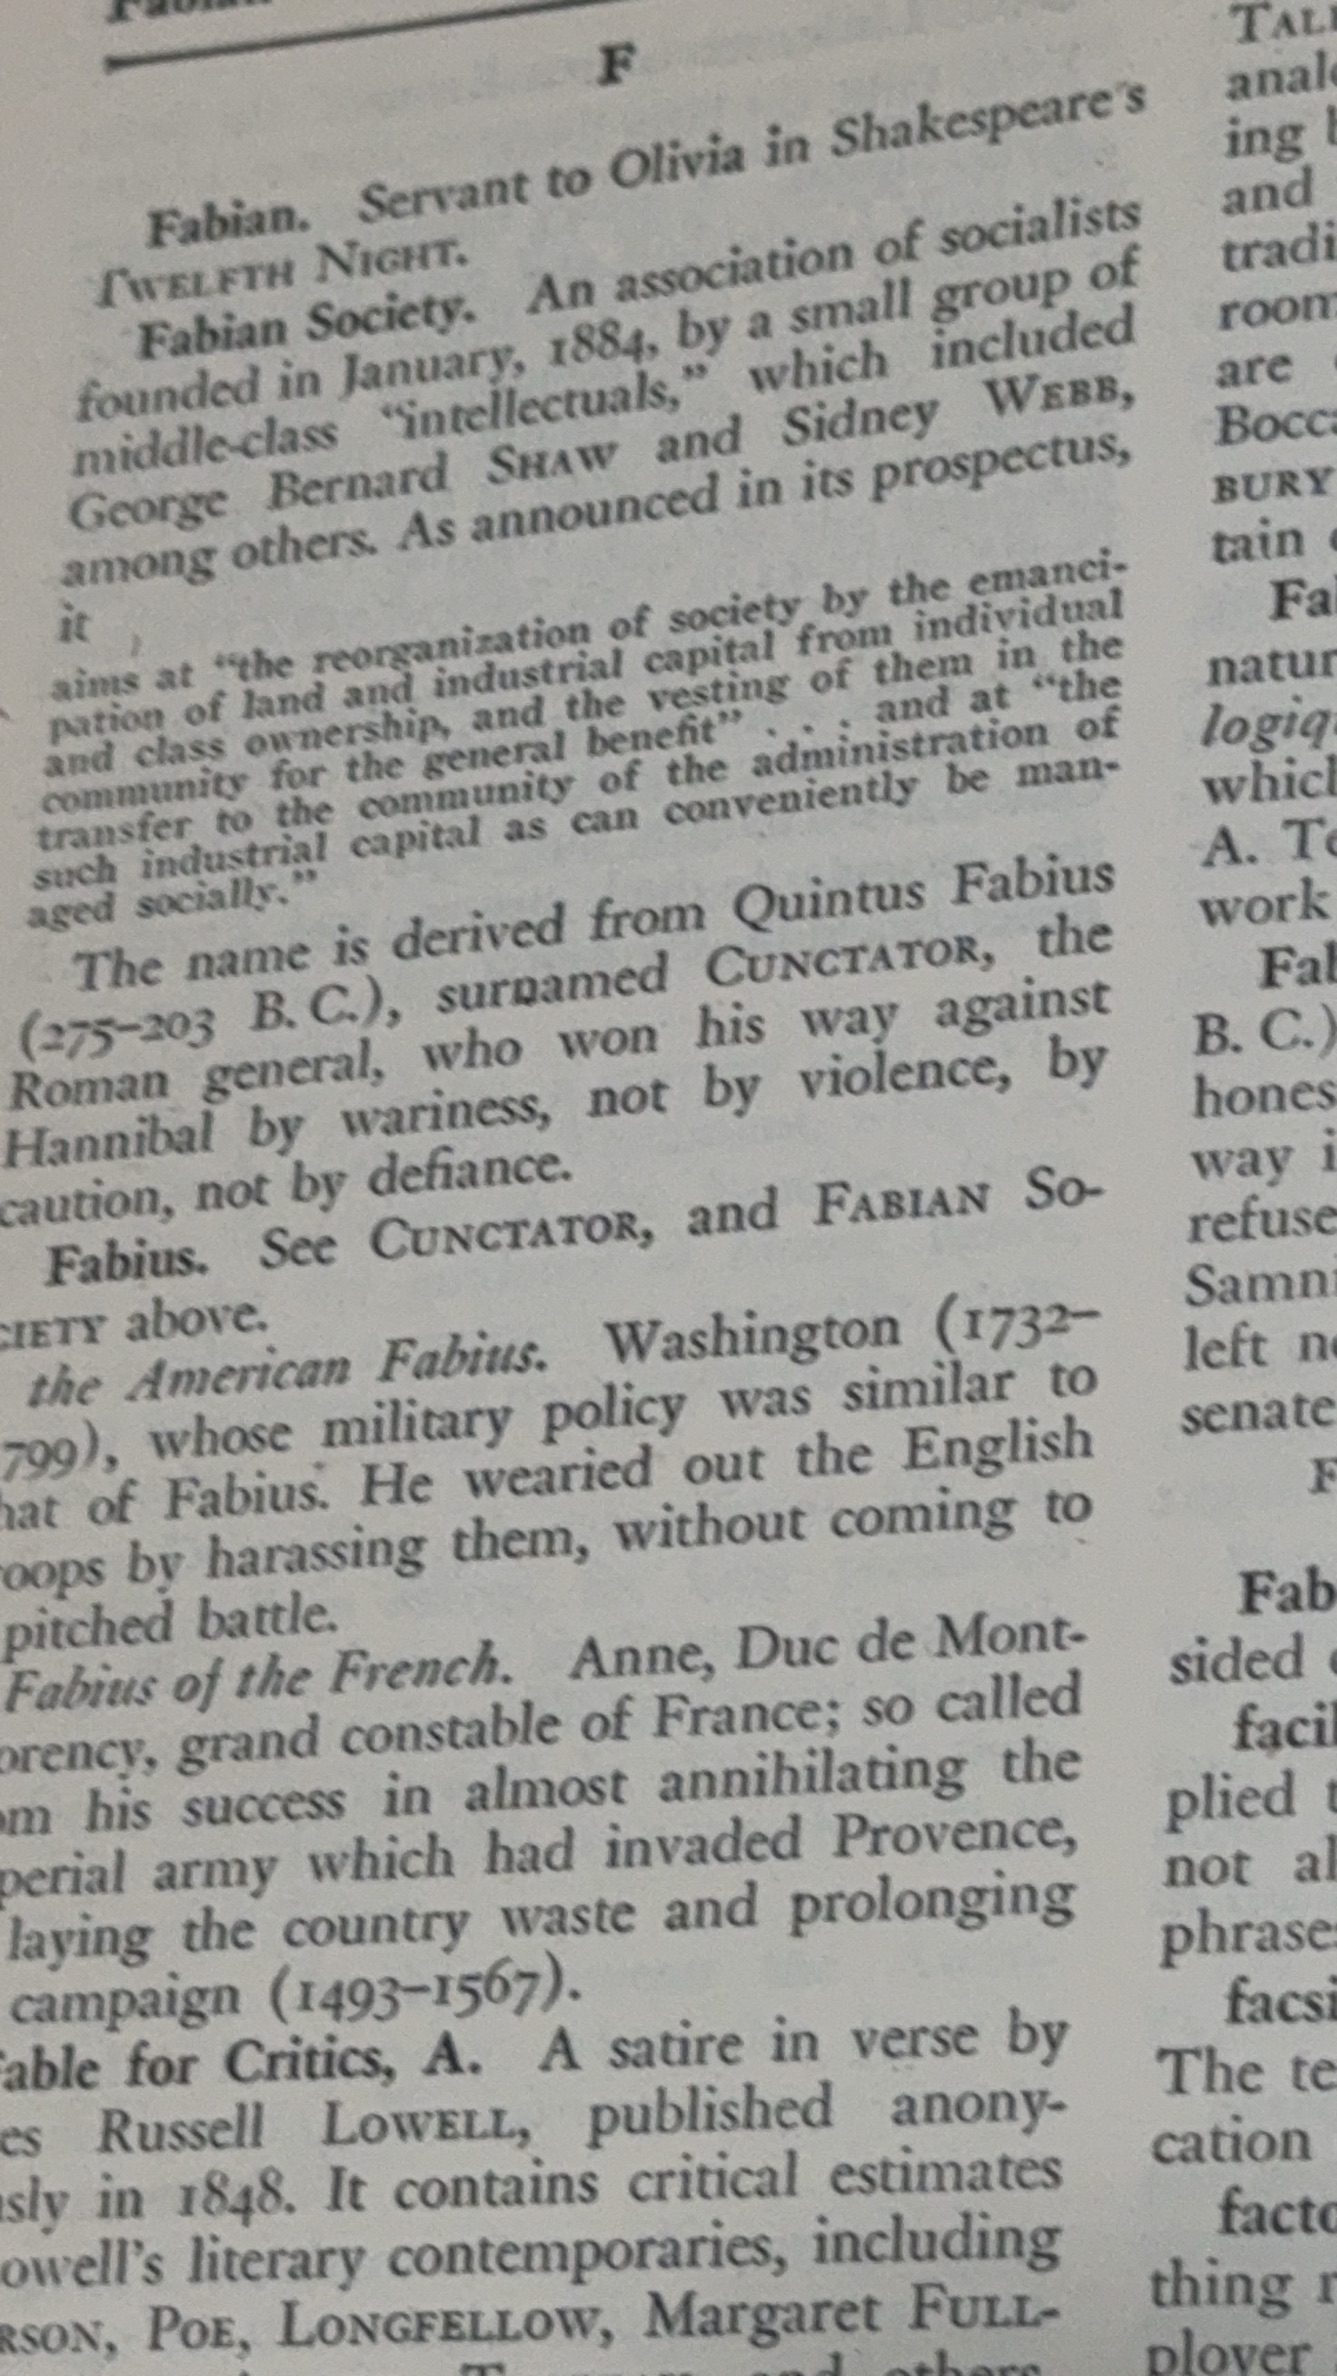 F
Fabian. Servant to Olivia in Shakespeare's
TWELFTH NIGHT.
Fabian Society. An association of socialists
founded in January, 1884, by a small group of
middle-class "intellectuals," which included
George Bernard SHAW and Sidney WEBB,
among others. As announced in its prospectus,
it
aims at "the reorganization of society by the emanci-
pation of land and industrial capital from individual
and class ownership, and the vesting of them in the
community for the general benefit" . . . and at "the
transfer to the community of the administration of
such industrial capital as can conveniently be man-
aged socially."
The name is derived from Quintus Fabius
(275–203 B. C.), surnamed CUNCTATOR, the
Roman general, who won his way against
Hannibal by wariness, not by violence, by
caution, not by defiance.
Fabius. See CUNCTATOR, and FABIAN SO-
CIETY above.
the American Fabius. Washington (1732–
799), whose military policy was similar to
hat of Fabius. He wearied out the English
oops by harassing them, without coming to
pitched battle.
Fabius of the French. Anne, Duc de Mont-
orency, grand constable of France; so called
om his success in almost annihilating the
perial army which had invaded Provence,
laying the country waste and prolonging
campaign (1493–1567).
able for Critics, A. A satire in verse by
es Russell LOWELL, published anony-
sly in 1848. It contains critical estimates
owell's literary contemporaries, including
RSON, POE, LONGFELLOW, Margaret FULL-
and others
TAL
anal
ing
and
tradi
room
are
Bocc
BURY
tain
Fa
natur
logiq
which
A. T
work
Fa
B. C.)
hones
way i
refuse
Samni
left n
senate
F
Fab
sided
facil
plied
not al
phrase
facsi
The te
cation
facto
thing
ployer